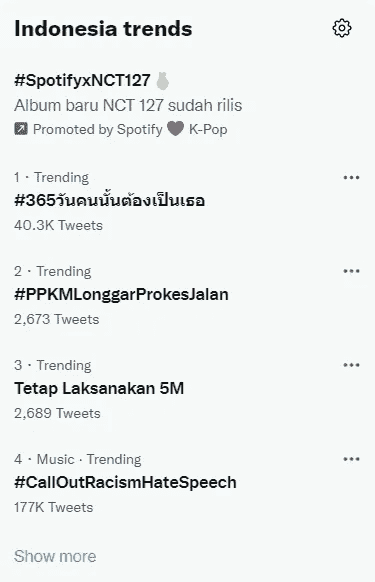 Indonesia trends
#SpotifyxNCT127
Album baru NCT 127 sudah rilis
Promoted by Spotify 🖤 K-Pop
1 · Trending
#365วันคนนั้นต้องเป็นเธอ
40.3K Tweets
2 · Trending
#PPKMLonggarProkesJalan
2,673 Tweets
3 · Trending
Tetap Laksanakan 5M
2,689 Tweets
4 · Music · Trending
#CallOutRacismHateSpeech
177K Tweets
Show more